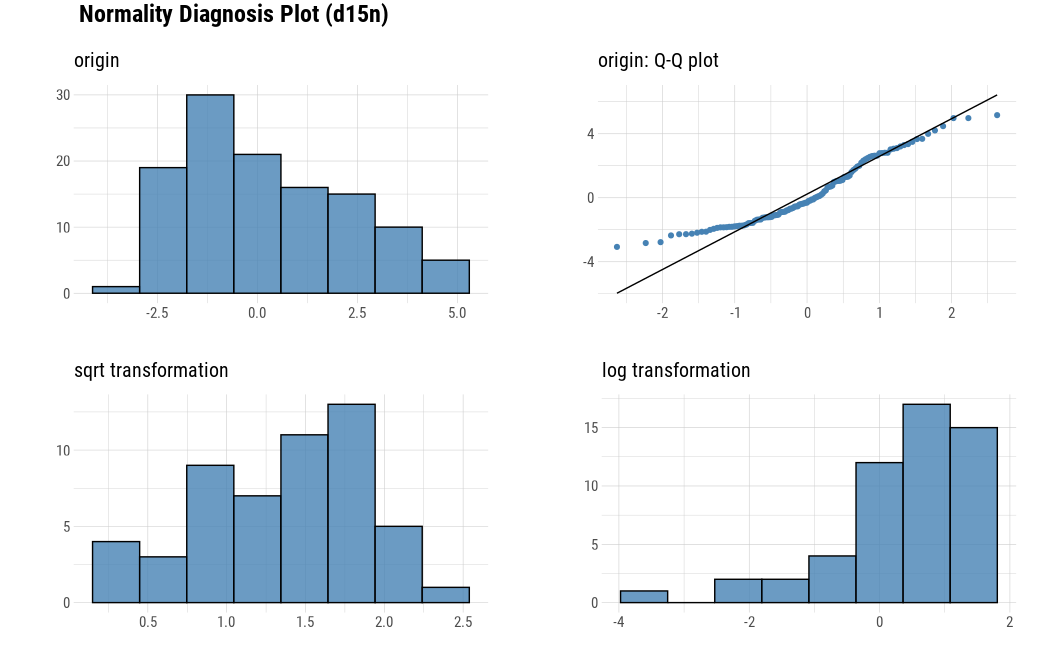 Normality Diagnosis Plot (d15n)
origin
30
20
10
0
-2.5 0.0 2.5 5.0
origin: Q-Q plot
4
0
-4
-2 -1 0 1 2
sqrt transformation
10
5
0
0.5 1.0 1.5 2.0 2.5
log transformation
15
10
5
0
-4 -2 0 2